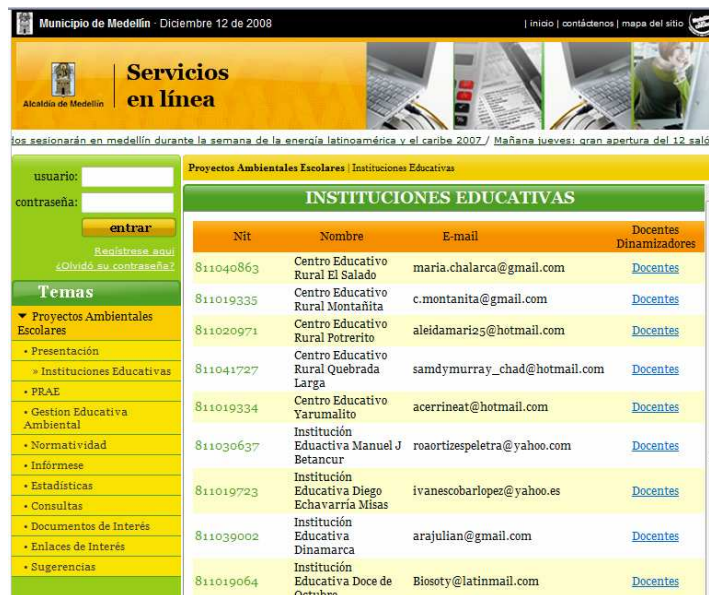 Municipio de Medellín · Diciembre 12 de 2008
| inicio | contáctenos | mapa del sitio
Alcaldía de Medellín
Servicios
en línea
los sesionarán en medellín durante la semana de la energía latinoamérica y el caribe 2007 / Mañana jueves: gran apertura del 12 saló
usuario:
contraseña:
entrar
Regístrese aquí
¿Olvidó su contraseña?
Temas
▼ Proyectos Ambientales
Escolares
• Presentación
» Instituciones Educativas
• PRAE
• Gestion Educativa
Ambiental
• Normatividad
• Infórmese
• Estadísticas
• Consultas
• Documentos de Interés
• Enlaces de Interés
• Sugerencias
Proyectos Ambientales Escolares | Instituciones Educativas
INSTITUCIONES EDUCATIVAS
Nit Nombre E-mail Docentes
Dinamizadores
811040863 Centro Educativo
Rural El Salado maria.chalarca@gmail.com Docentes
811019335 Centro Educativo
Rural Montañita c.montanita@gmail.com Docentes
811020971 Centro Educativo
Rural Potrerito aleidamari25@hotmail.com Docentes
811041727 Centro Educativo
Rural Quebrada
Larga samdymurray_chad@hotmail.com Docentes
811019334 Centro Educativo
Yarumalito acerrineat@hotmail.com Docentes
811030637 Institución
Eduactiva Manuel J
Betancur roaortizespeletra@yahoo.com Docentes
811019723 Institución
Educativa Diego
Echavarría Misas ivanescobarlopez@yahoo.es Docentes
811039002 Institución
Educativa
Dinamarca arajulian@gmail.com Docentes
811019064 Institución
Educativa Doce de
Octubre Biosoty@latinmail.com Docentes